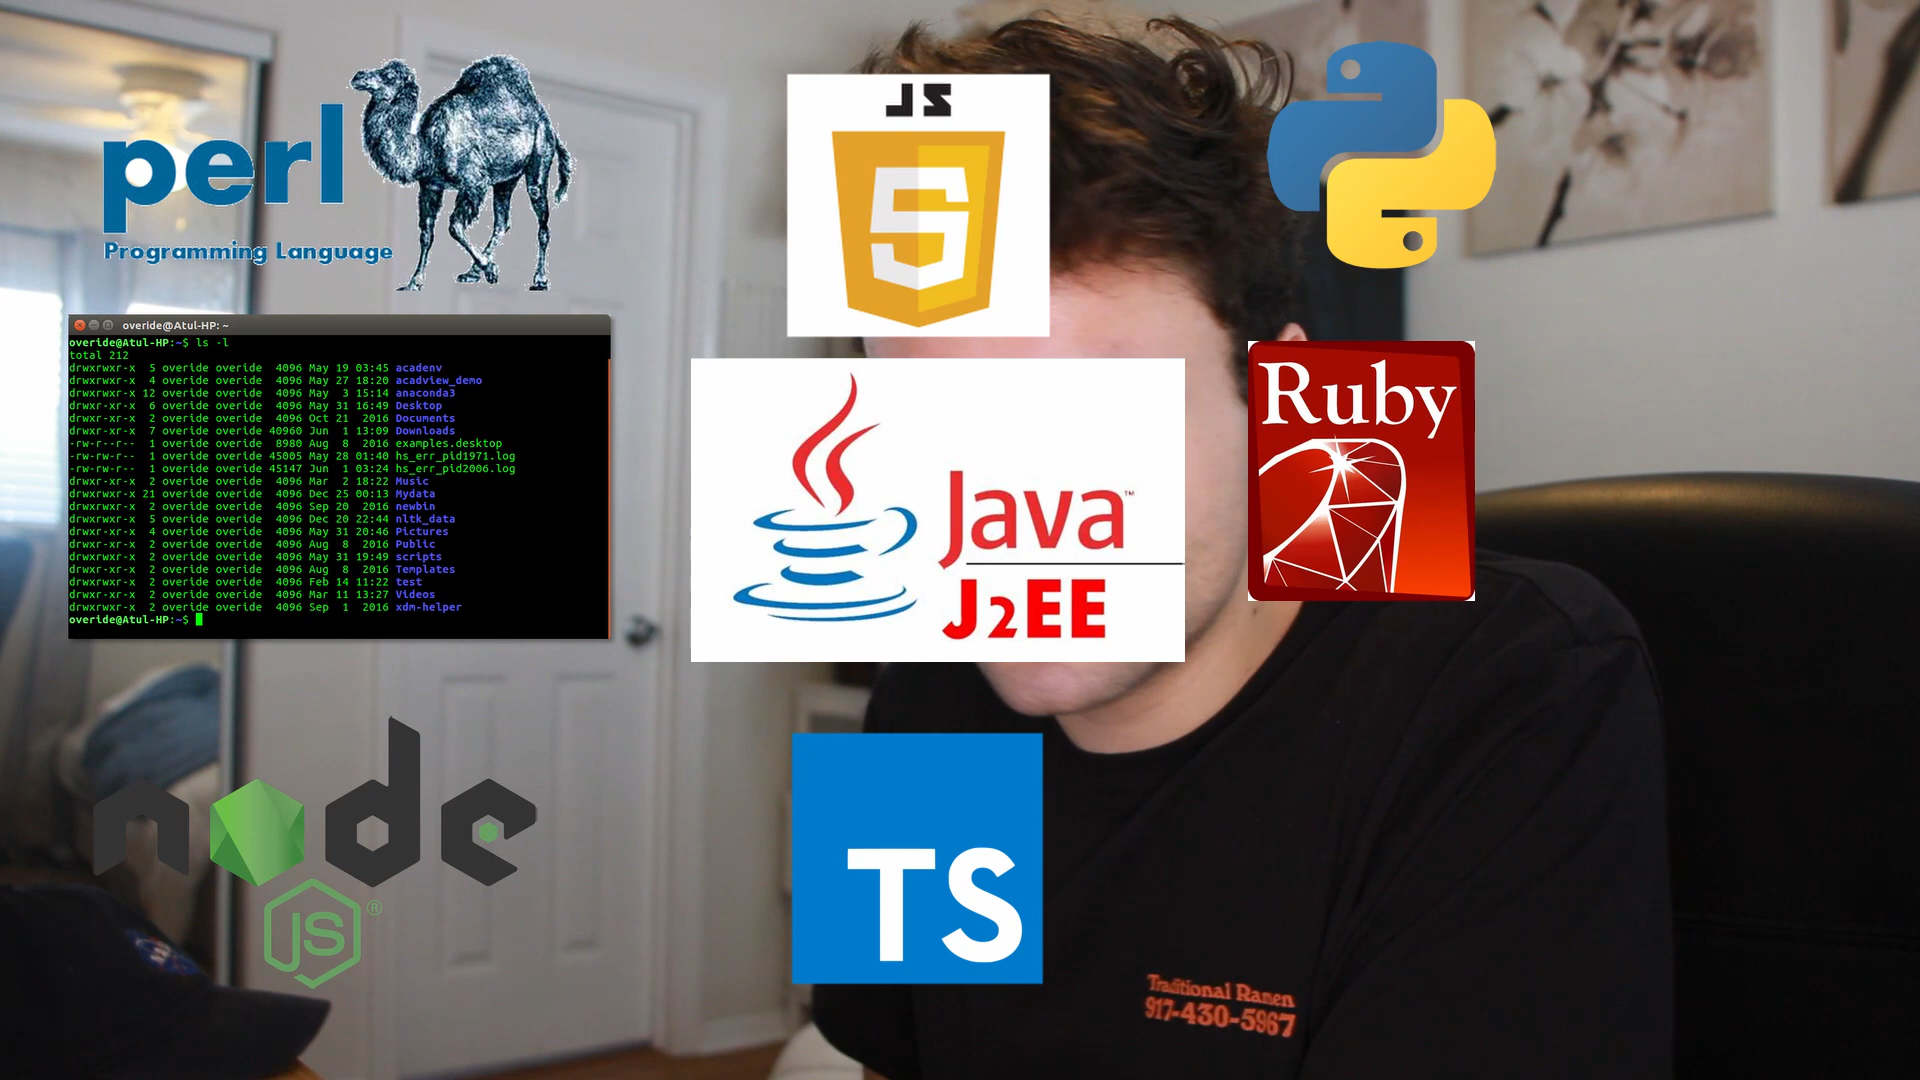 perl
Programming Language
JS
5
overide@Atul-HP: ~
overide@Atul-HP:~$ ls -l
total 212
drwxrwxr-x  5 overide overide  4096 May 19 03:45 acadenv
drwxrwxr-x  4 overide overide  4096 May 27 18:20 acadview_demo
drwxrwxr-x 12 overide overide  4096 May  3 15:14 anaconda3
drwxr-xr-x  6 overide overide  4096 May 31 16:49 Desktop
drwxr-xr-x  2 overide overide  4096 Oct 21  2016 Documents
drwxr-xr-x  7 overide overide 40960 Jun  1 13:09 Downloads
-rw-r--r--  1 overide overide  8980 Aug  8  2016 examples.desktop
-rw-rw-r--  1 overide overide 45005 May 28 01:40 hs_err_pid1971.log
-rw-rw-r--  1 overide overide 45147 Jun  1 03:24 hs_err_pid2006.log
drwxr-xr-x  2 overide overide  4096 Mar  2 18:22 Music
drwxrwxr-x 21 overide overide  4096 Dec 25 00:13 Mydata
drwxrwxr-x  2 overide overide  4096 Sep 20  2016 newbin
drwxrwxr-x  5 overide overide  4096 Dec 20 22:44 nltk_data
drwxr-xr-x  4 overide overide  4096 May 31 20:46 Pictures
drwxr-xr-x  2 overide overide  4096 Aug  8  2016 Public
drwxrwxr-x  2 overide overide  4096 May 31 19:49 scripts
drwxr-xr-x  2 overide overide  4096 Aug  8  2016 Templates
drwxrwxr-x  2 overide overide  4096 Feb 14 11:22 test
drwxr-xr-x  2 overide overide  4096 Mar 11 13:27 Videos
drwxrwxr-x  2 overide overide  4096 Sep  1  2016 xdm-helper
overide@Atul-HP:~$
Java™
J2EE
Ruby
node
JS®
TS
Traditional Ramen
917-430-5967